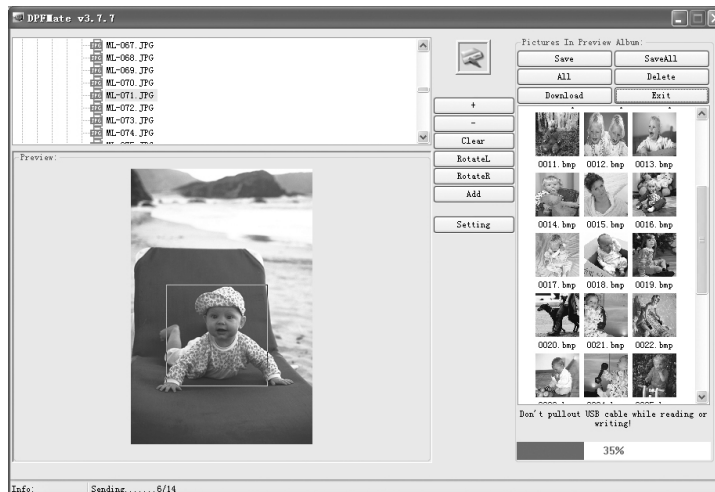 DPFMate v3.7.7
ML-067.JPG
ML-068.JPG
ML-069.JPG
ML-070.JPG
ML-071.JPG
ML-072.JPG
ML-073.JPG
ML-074.JPG
Preview:
+
-
Clear
RotateL
RotateR
Add
Setting
Pictures In Preview Album:
Save SaveAll
All Delete
Download Exit
0011.bmp 0012.bmp 0013.bmp
0014.bmp 0015.bmp 0016.bmp
0017.bmp 0018.bmp 0019.bmp
0020.bmp 0021.bmp 0022.bmp
Don't pullout USB cable while reading or
writing!
35%
Info: Sending.......6/14